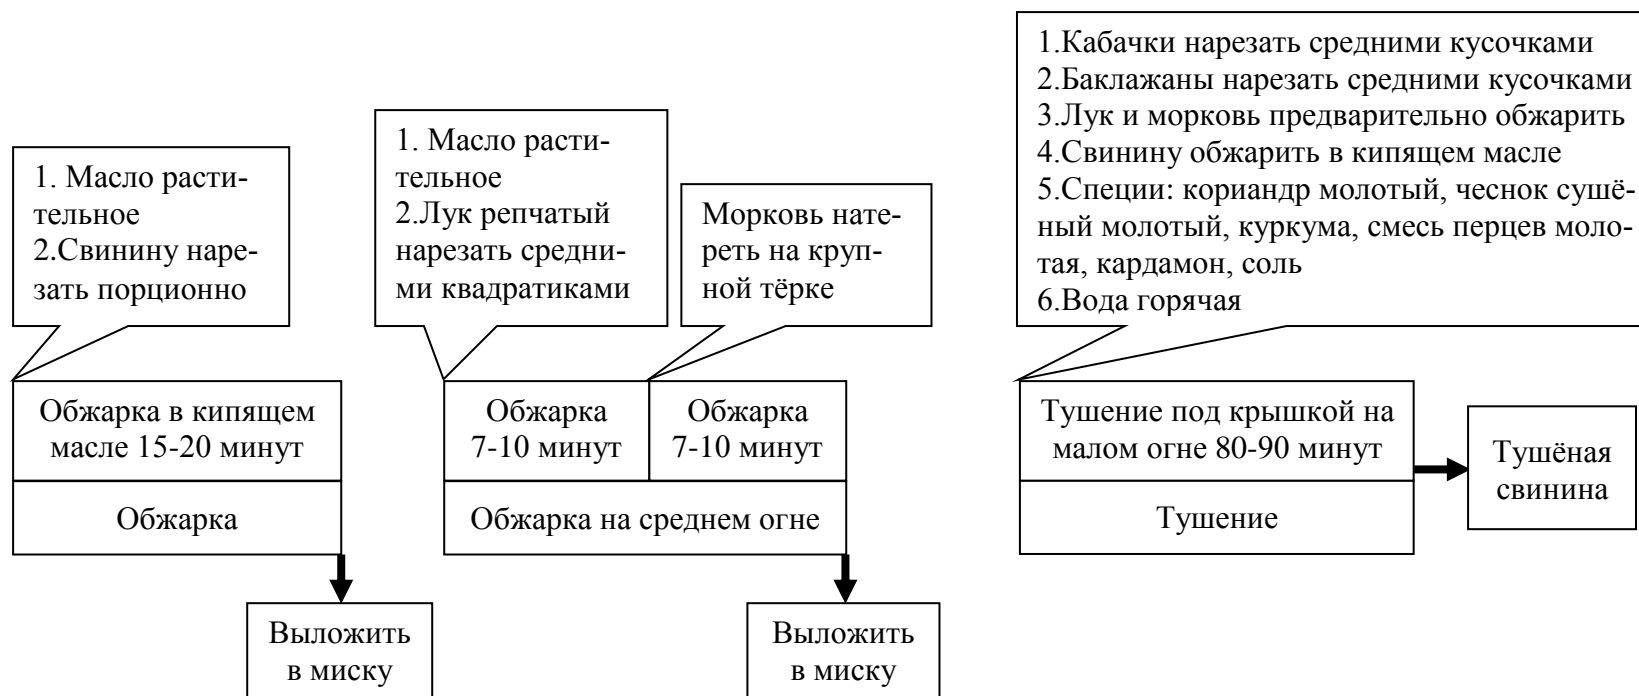 1. Масло расти-
тельное
2.Свинину наре-
зать порционно
1. Масло расти-
тельное
2.Лук репчатый
нарезать средни-
ми квадратиками
Морковь нате-
реть на круп-
ной тёрке
1.Кабачки нарезать средними кусочками
2.Баклажаны нарезать средними кусочками
3.Лук и морковь предварительно обжарить
4.Свинину обжарить в кипящем масле
5.Специи: кориандр молотый, чеснок сушё-
ный молотый, куркума, смесь перцев моло-
тая, кардамон, соль
6.Вода горячая
Обжарка в кипящем
масле 15-20 минут
Обжарка
Обжарка
7-10 минут
Обжарка
7-10 минут
Обжарка на среднем огне
Тушение под крышкой на
малом огне 80-90 минут
Тушение
Тушёная
свинина
Выложить
в миску
Выложить
в миску